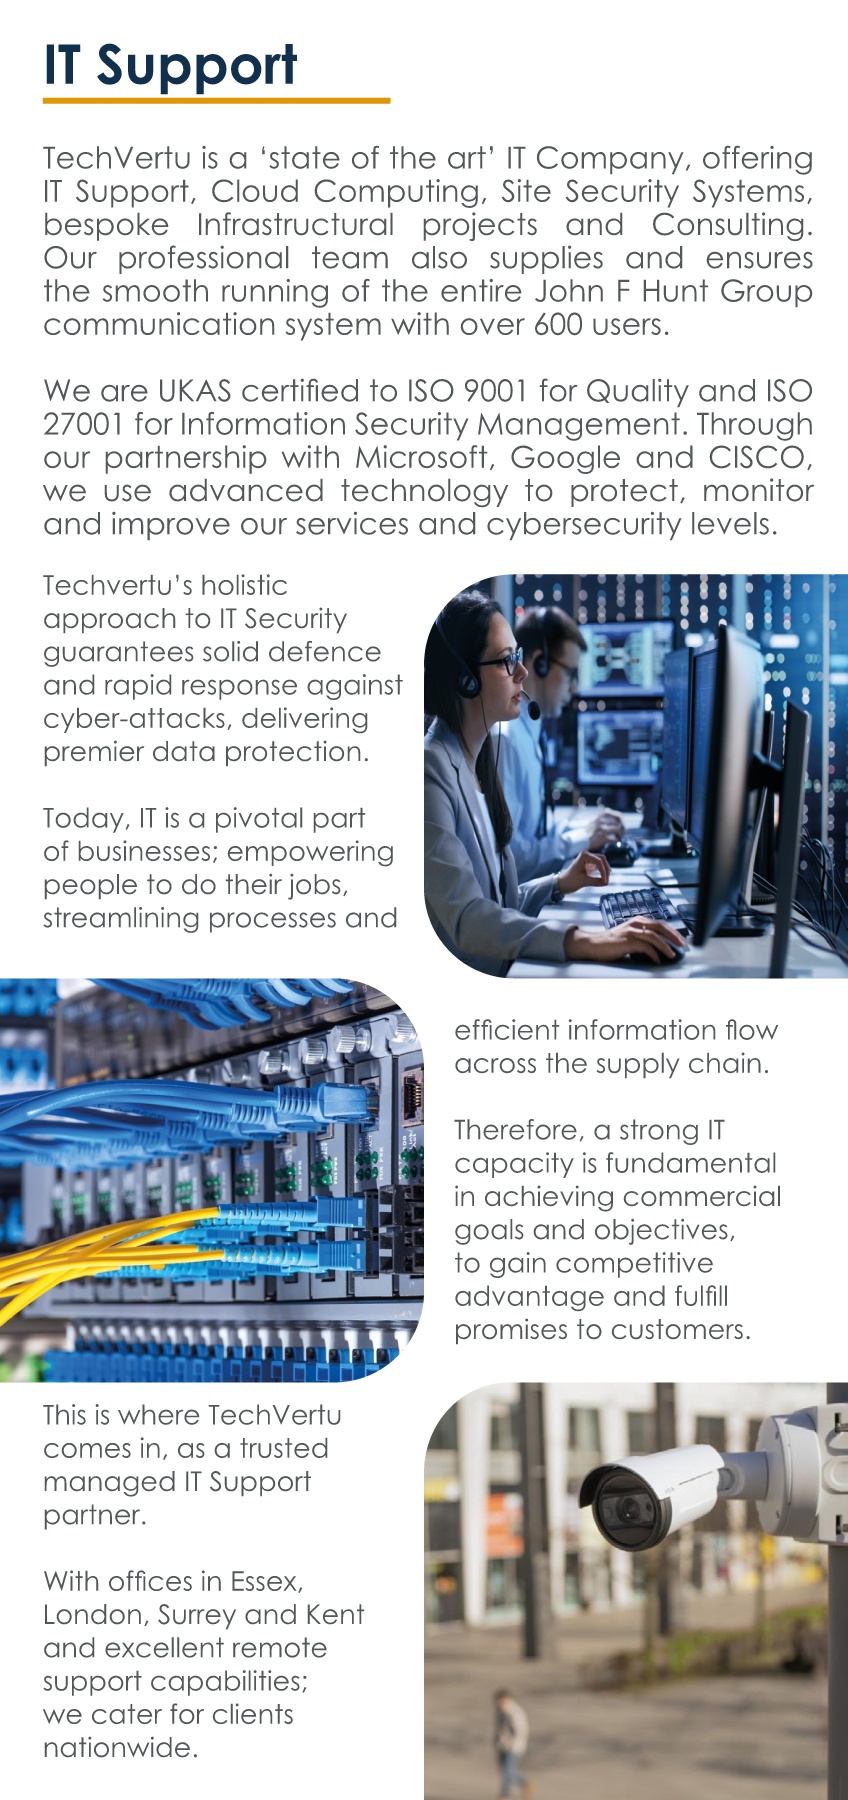 IT Support
TechVertu is a ‘state of the art’ IT Company, offering
IT Support, Cloud Computing, Site Security Systems,
bespoke Infrastructural projects and Consulting.
Our professional team also supplies and ensures
the smooth running of the entire John F Hunt Group
communication system with over 600 users.
We are UKAS certified to ISO 9001 for Quality and ISO
27001 for Information Security Management. Through
our partnership with Microsoft, Google and CISCO,
we use advanced technology to protect, monitor
and improve our services and cybersecurity levels.
Techvertu’s holistic
approach to IT Security
guarantees solid defence
and rapid response against
cyber-attacks, delivering
premier data protection.
Today, IT is a pivotal part
of businesses; empowering
people to do their jobs,
streamlining processes and
efficient information flow
across the supply chain.
Therefore, a strong IT
capacity is fundamental
in achieving commercial
goals and objectives,
to gain competitive
advantage and fulfill
promises to customers.
This is where TechVertu
comes in, as a trusted
managed IT Support
partner.
With offices in Essex,
London, Surrey and Kent
and excellent remote
support capabilities;
we cater for clients
nationwide.